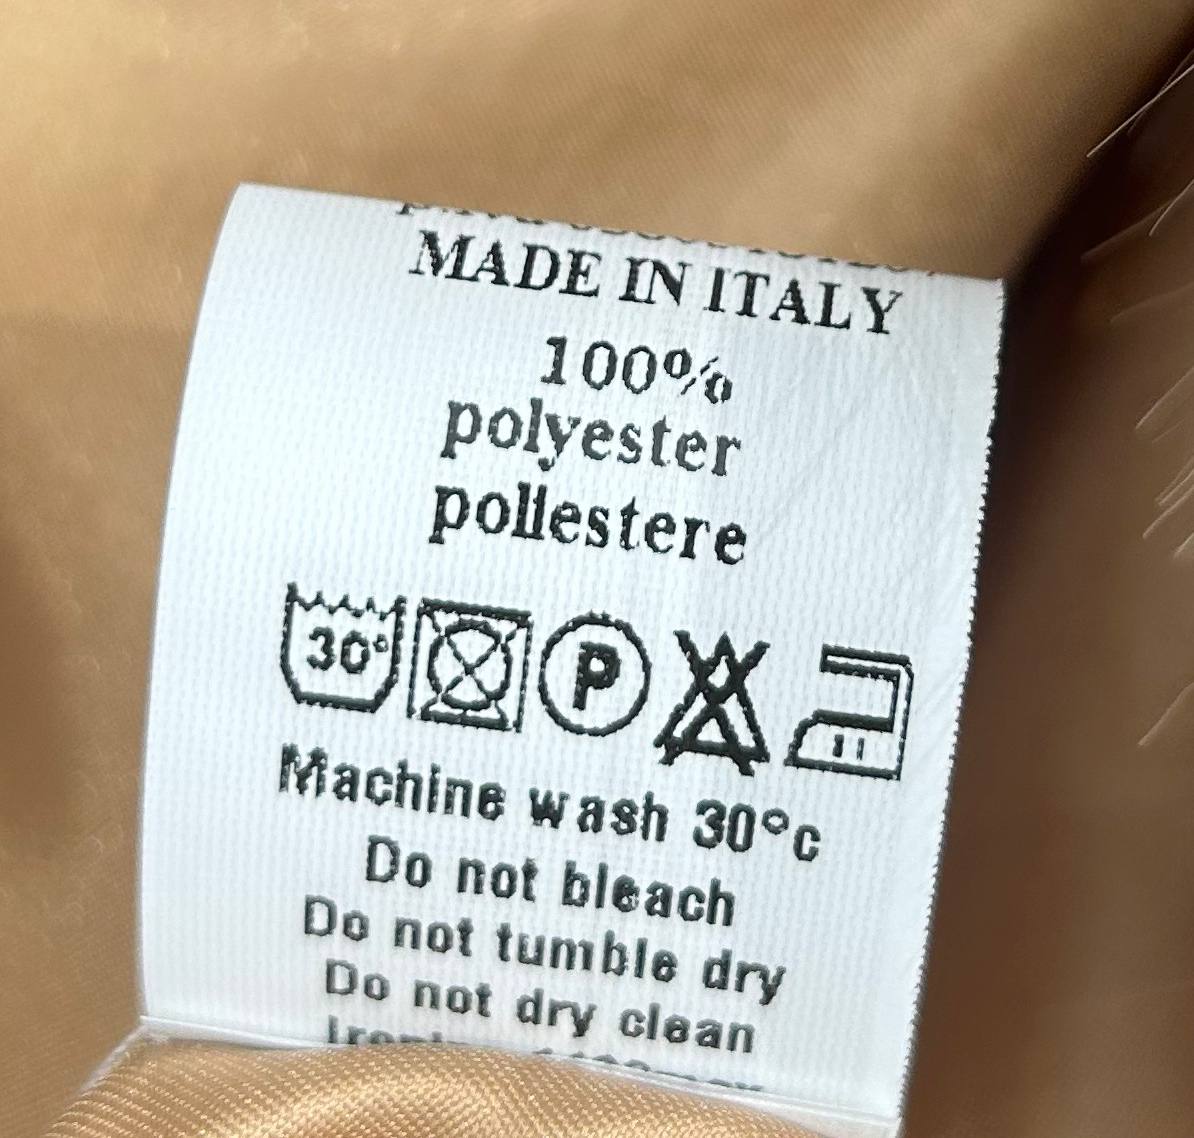 MADE IN ITALY
100%
polyester
poliestere
30°
P
Machine wash 30°c
Do not bleach
Do not tumble dry
Do not dry clean